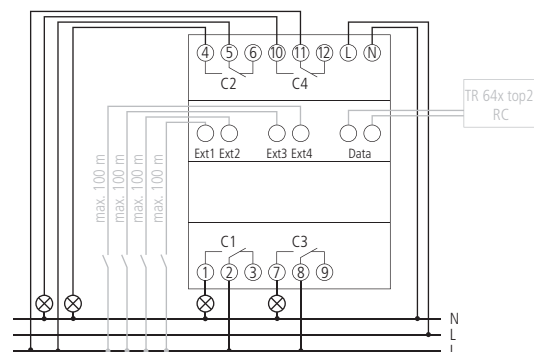 4 5 6 10 11 12 L N
C2 C4
TR 64x top2
RC
Ext1 Ext2 Ext3 Ext4 Data
max. 100 m
max. 100 m
max. 100 m
max. 100 m
C1 C3
1 2 3 7 8 9
N
L
L